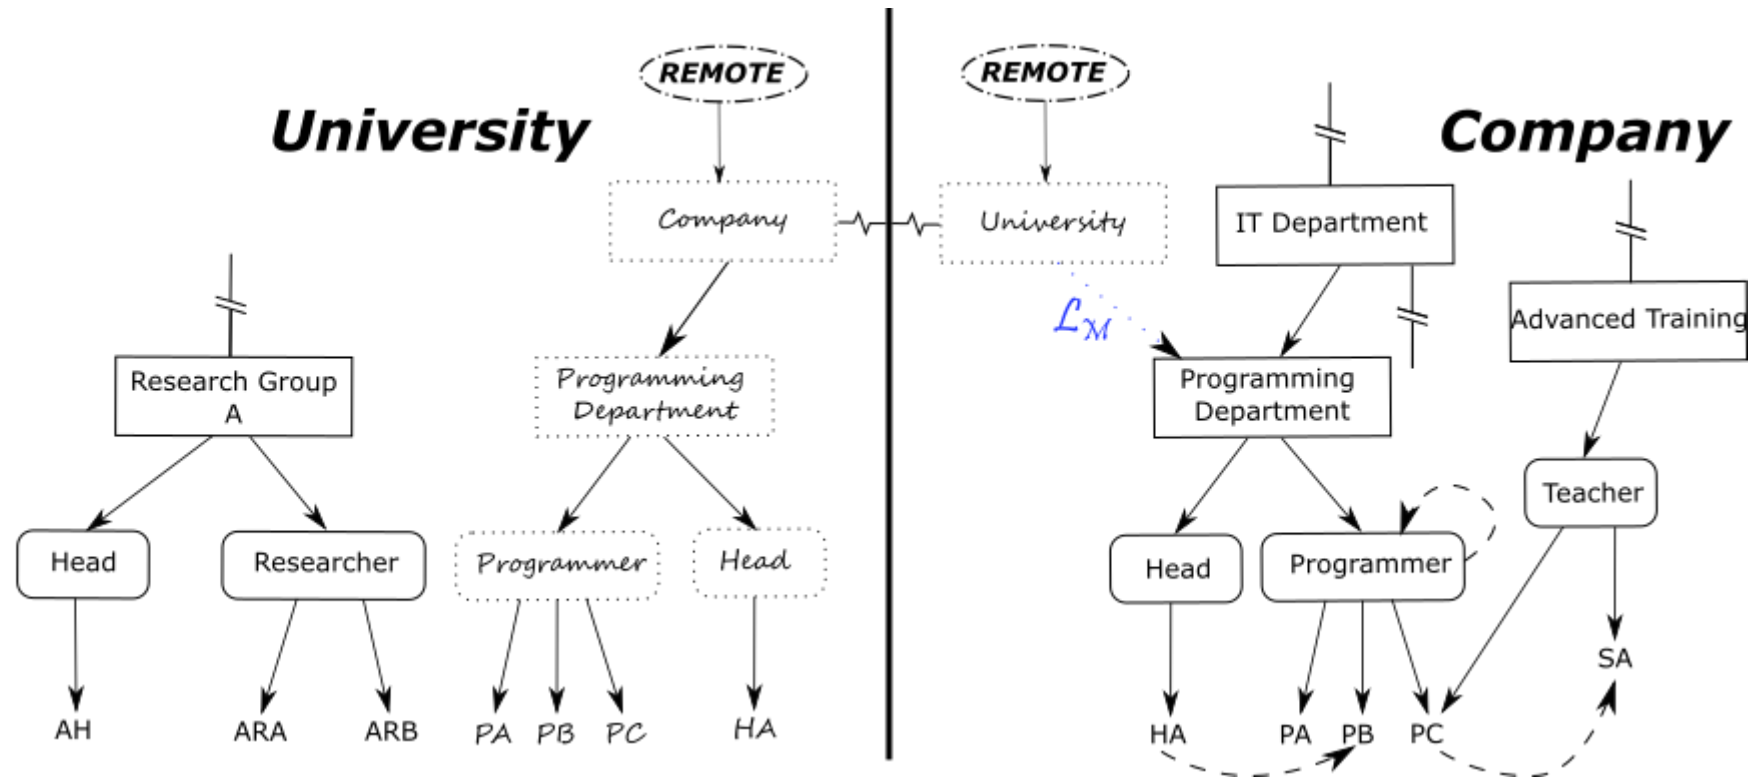 REMOTE
REMOTE
University
Company
Company
University
IT Department
ℒ_ℳ
Advanced Training
Research Group
A
Programming
Department
Programming
Department
Teacher
Head
Researcher
Programmer
Head
Head
Programmer
SA
AH
ARA
ARB
PA
PB
PC
HA
HA
PA
PB
PC